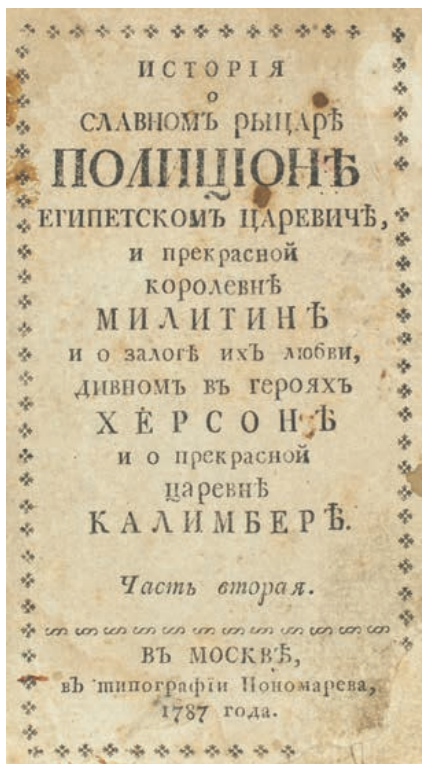 ИСТОРІЯ
о
СЛАВНОМЪ РЫЦАРѢ
ПОЛИЦІОНѢ
ЕГИПЕТСКОМЪ ЦАРЕВИЧѢ,
и прекрасной
королевнѣ
МИЛИТИНѢ
и о залогѣ ихъ любви,
дивномъ въ герояхъ
ХЕРСОНѢ
и о прекрасной
царевнѣ
КАЛИМБЕРѢ.
Часть вторая.
ВЪ МОСКВѢ,
въ типографїи Пономарева,
1787 года.